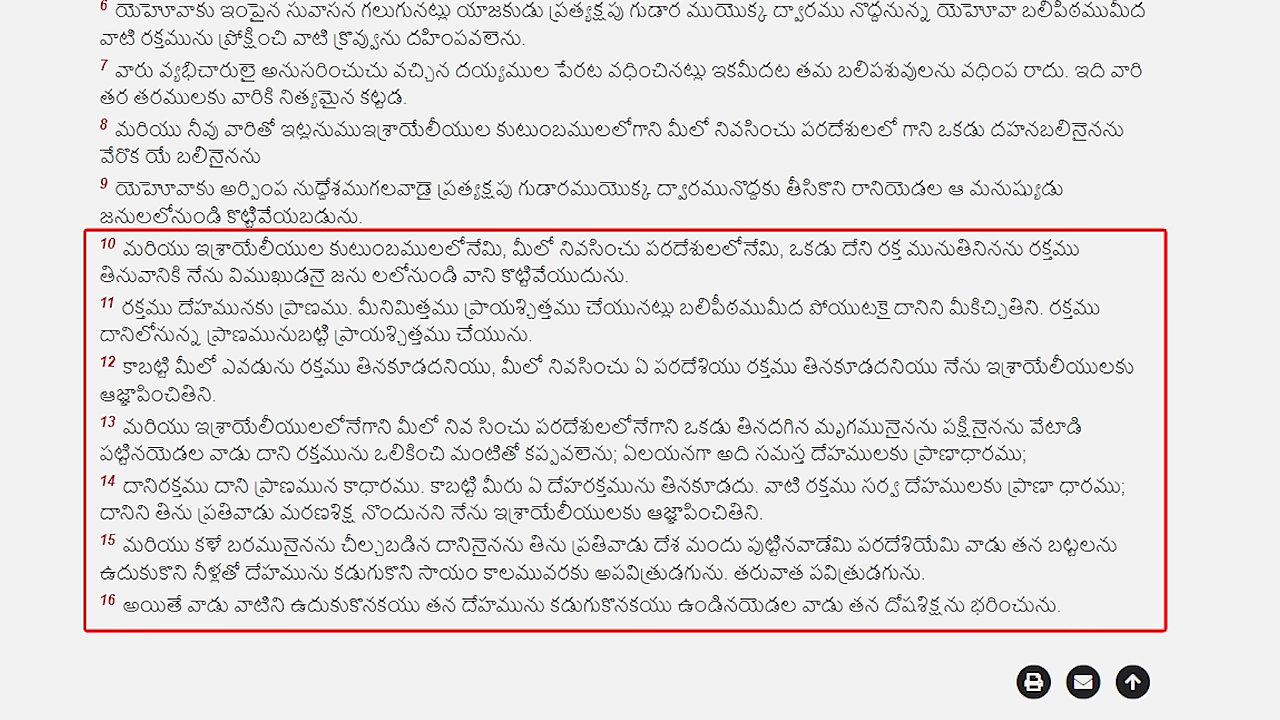 6 యెహోవాకు ఇంపైన సువాసన గలుగునట్లు యాజకుడు ప్రత్యక్షపు గుడార ముయొక్క ద్వారము నొద్దనున్న యెహోవా బలిపీఠముమీద
వాటి రక్తమును ప్రోక్షించి వాటి క్రొవ్వును దహింపవలెను.
7 వారు వ్యభిచారులై అనుసరించుచు వచ్చిన దయ్యముల పేరట వధించినట్లు ఇకమీదట తమ బలిపశువులను వధింప రాదు. ఇది వారి
తర తరములకు వారికి నిత్యమైన కట్టడ.
8 మరియు నీవు వారితో ఇట్లనుముఇశ్రాయేలీయుల కుటుంబములలోగాని మీలో నివసించు పరదేశులలో గాని ఒకడు దహనబలినైనను
వేరొక యే బలినైనను
9 యెహోవాకు అర్పింప నుద్దేశముగలవాడై ప్రత్యక్షపు గుడారముయొక్క ద్వారమునొద్దకు తీసికొని రానియెడల ఆ మనుష్యుడు
జనులలోనుండి కొట్టివేయబడును.
10 మరియు ఇశ్రాయేలీయుల కుటుంబములలోనేమి, మీలో నివసించు పరదేశులలోనేమి, ఒకడు దేని రక్త మునుతినినను రక్తము
తినువానికి నేను విముఖుడనై జను లలోనుండి వాని కొట్టివేయుదును.
11 రక్తము దేహమునకు ప్రాణము. మీనిమిత్తము ప్రాయశ్చిత్తము చేయునట్లు బలిపీఠముమీద పోయుటకై దానిని మీకిచ్చితిని. రక్తము
దానిలోనున్న ప్రాణమునుబట్టి ప్రాయశ్చిత్తము చేయును.
12 కాబట్టి మీలో ఎవడును రక్తము తినకూడదనియు, మీలో నివసించు ఏ పరదేశియు రక్తము తినకూడదనియు నేను ఇశ్రాయేలీయులకు
ఆజ్ఞాపించితిని.
13 మరియు ఇశ్రాయేలీయులలోనేగాని మీలో నివ సించు పరదేశులలోనేగాని ఒకడు తినదగిన మృగమునైనను పక్షినైనను వేటాడి
పట్టినయెడల వాడు దాని రక్తమును ఒలికించి మంటితో కప్పవలెను; ఏలయనగా అది సమస్త దేహములకు ప్రాణాధారము;
14 దానిరక్తము దాని ప్రాణమున కాధారము. కాబట్టి మీరు ఏ దేహరక్తమును తినకూడదు. వాటి రక్తము సర్వ దేహములకు ప్రాణా ధారము;
దానిని తిను ప్రతివాడు మరణశిక్ష నొందునని నేను ఇశ్రాయేలీయులకు ఆజ్ఞాపించితిని.
15 మరియు కళే బరమునైనను చీల్చబడిన దానినైనను తిను ప్రతివాడు దేశ మందు పుట్టినవాడేమి పరదేశియేమి వాడు తన బట్టలను
ఉదుకుకొని నీళ్లతో దేహమును కడుగుకొని సాయం కాలమువరకు అపవిత్రుడగును. తరువాత పవిత్రుడగును.
16 అయితే వాడు వాటిని ఉదుకుకొనకయు తన దేహమును కడుగుకొనకయు ఉండినయెడల వాడు తన దోషశిక్షను భరించును.